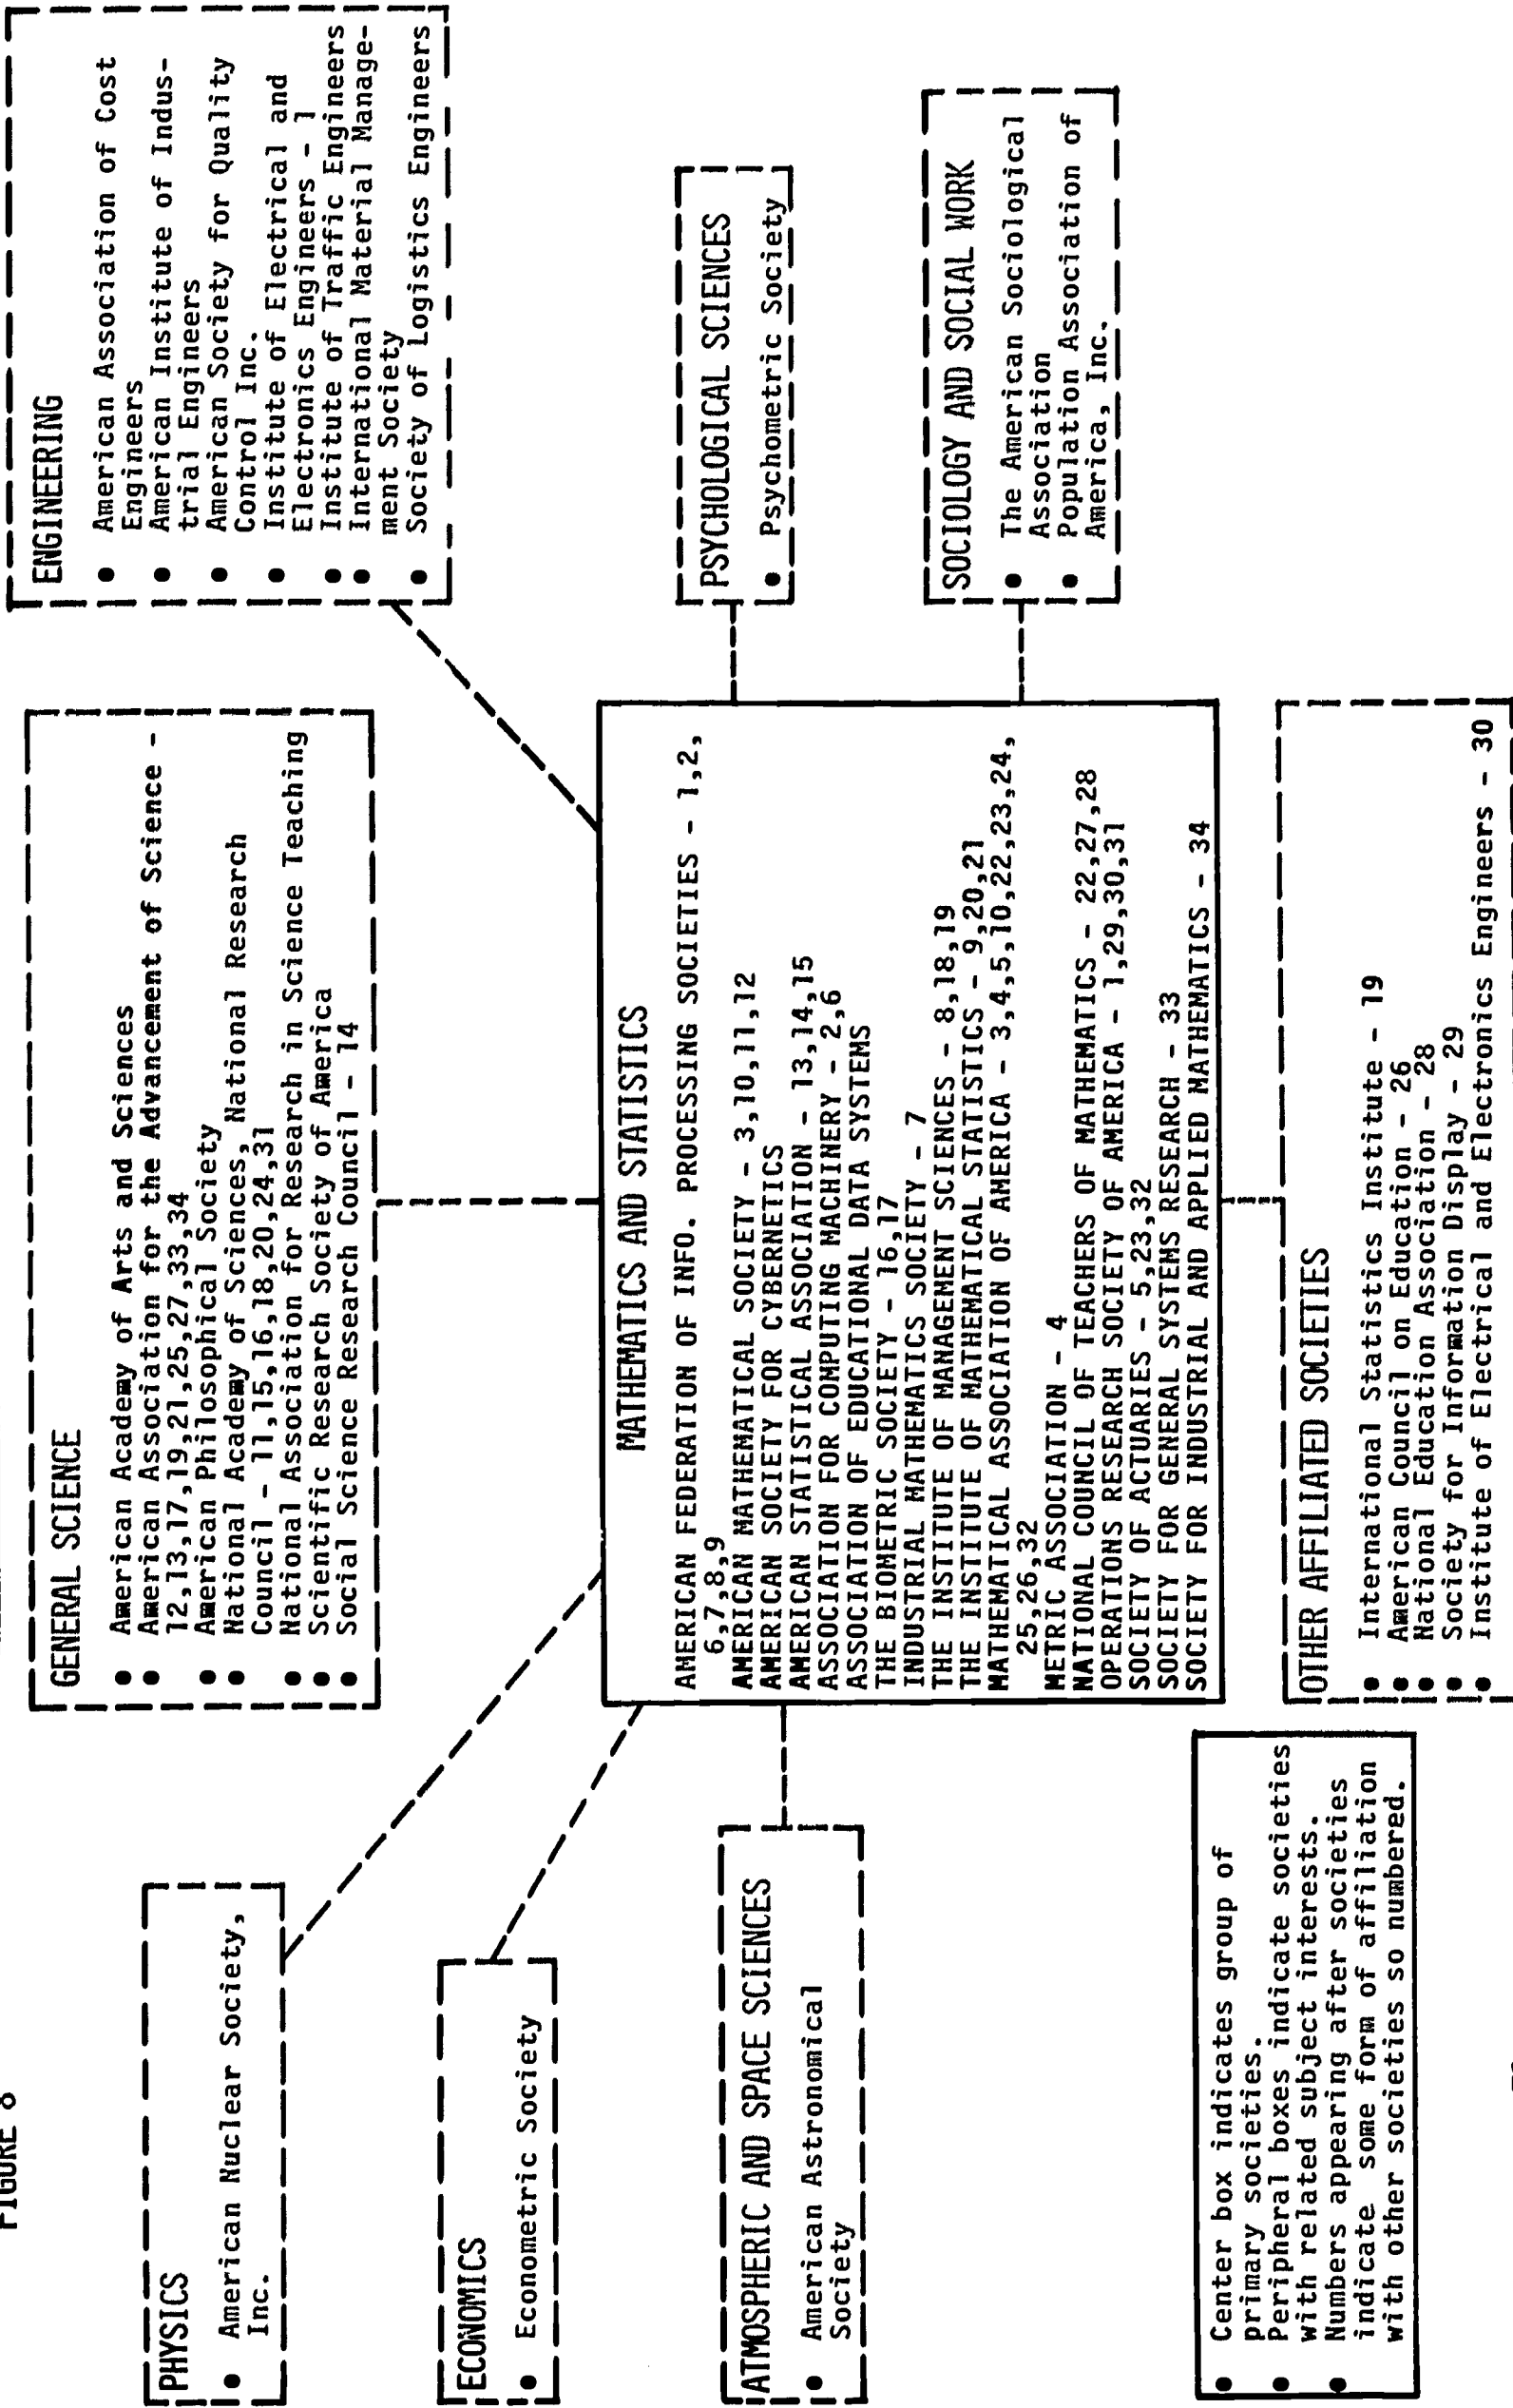 FIGURE 8
PHYSICS
● American Nuclear Society,
Inc.
ECONOMICS
● Econometric Society
ATMOSPHERIC AND SPACE SCIENCES
● American Astronomical
Society
● Center box indicates group of
primary societies.
● Peripheral boxes indicate societies
with related subject interests.
● Numbers appearing after societies
indicate some form of affiliation
with other societies so numbered.
GENERAL SCIENCE
● American Academy of Arts and Sciences
● American Association for the Advancement of Science -
12,13,17,19,21,25,27,33,34
● American Philosophical Society
● National Academy of Sciences, National Research
Council - 11,15,16,18,20,24,31
● National Association for Research in Science Teaching
● Scientific Research Society of America
● Social Science Research Council - 14
MATHEMATICS AND STATISTICS
AMERICAN FEDERATION OF INFO. PROCESSING SOCIETIES - 1,2,
6,7,8,9
AMERICAN MATHEMATICAL SOCIETY - 3,10,11,12
AMERICAN SOCIETY FOR CYBERNETICS
AMERICAN STATISTICAL ASSOCIATION - 13,14,15
ASSOCIATION FOR COMPUTING MACHINERY - 2,6
ASSOCIATION OF EDUCATIONAL DATA SYSTEMS
THE BIOMETRIC SOCIETY - 16,17
INDUSTRIAL MATHEMATICS SOCIETY - 7
THE INSTITUTE OF MANAGEMENT SCIENCES - 8,18,19
THE INSTITUTE OF MATHEMATICAL STATISTICS - 9,20,21
MATHEMATICAL ASSOCIATION OF AMERICA - 3,4,5,10,22,23,24,
25,26,32
METRIC ASSOCIATION - 4
NATIONAL COUNCIL OF TEACHERS OF MATHEMATICS - 22,27,28
OPERATIONS RESEARCH SOCIETY OF AMERICA - 1,29,30,31
SOCIETY OF ACTUARIES - 5,23,32
SOCIETY FOR GENERAL SYSTEMS RESEARCH - 33
SOCIETY FOR INDUSTRIAL AND APPLIED MATHEMATICS - 34
OTHER AFFILIATED SOCIETIES
● International Statistics Institute - 19
● American Council on Education - 26
● National Education Association - 28
● Society for Information Display - 29
● Institute of Electrical and Electronics Engineers - 30
ENGINEERING
● American Association of Cost
Engineers
● American Institute of Indus-
trial Engineers
● American Society for Quality
Control Inc.
● Institute of Electrical and
Electronics Engineers - 1
● Institute of Traffic Engineers
● International Material Manage-
ment Society
● Society of Logistics Engineers
PSYCHOLOGICAL SCIENCES
● Psychometric Society
SOCIOLOGY AND SOCIAL WORK
● The American Sociological
Association
● Population Association of
America, Inc.